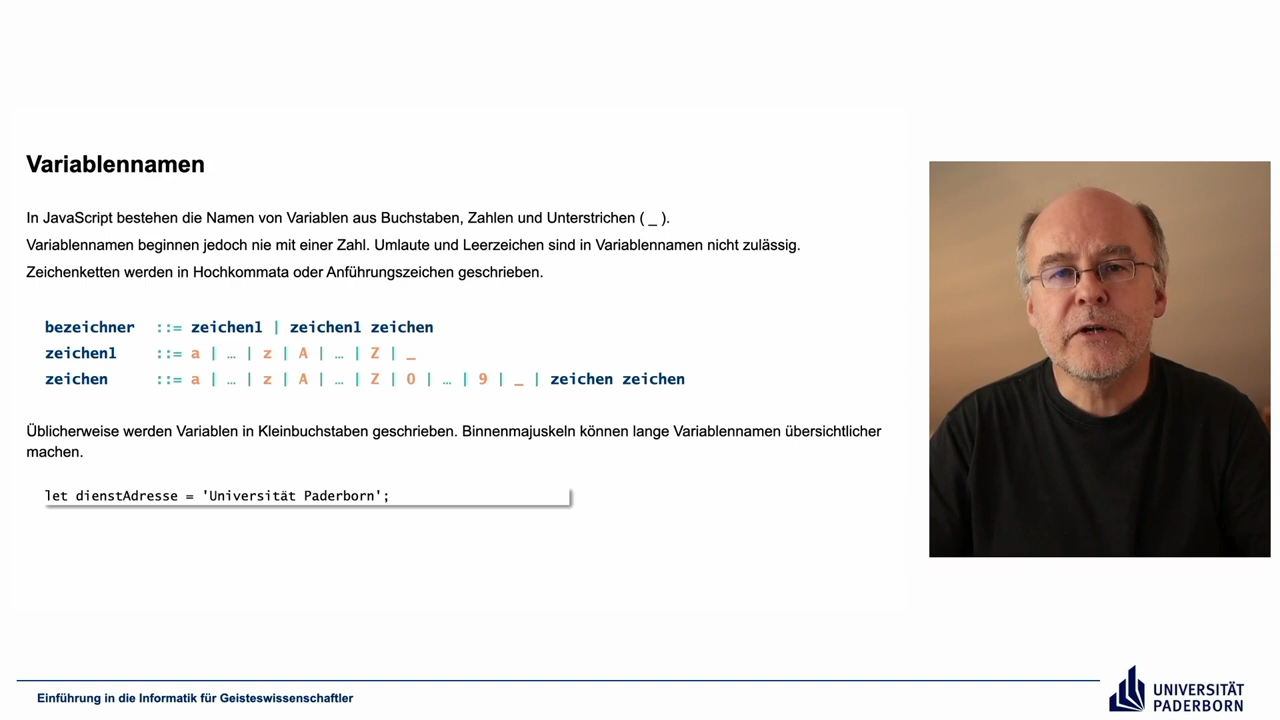 Variablennamen
In JavaScript bestehen die Namen von Variablen aus Buchstaben, Zahlen und Unterstrichen ( _ ).
Variablennamen beginnen jedoch nie mit einer Zahl. Umlaute und Leerzeichen sind in Variablennamen nicht zulässig.
Zeichenketten werden in Hochkommata oder Anführungszeichen geschrieben.
bezeichner ::= zeichen1 | zeichen1 zeichen
zeichen1 ::= a | … | z | A | … | Z | _
zeichen ::= a | … | z | A | … | Z | 0 | … | 9 | _ | zeichen zeichen
Üblicherweise werden Variablen in Kleinbuchstaben geschrieben. Binnenmajuskeln können lange Variablennamen übersichtlicher
machen.
let dienstAdresse = 'Universität Paderborn';
Einführung in die Informatik für Geisteswissenschaftler
UNIVERSITÄT
PADERBORN